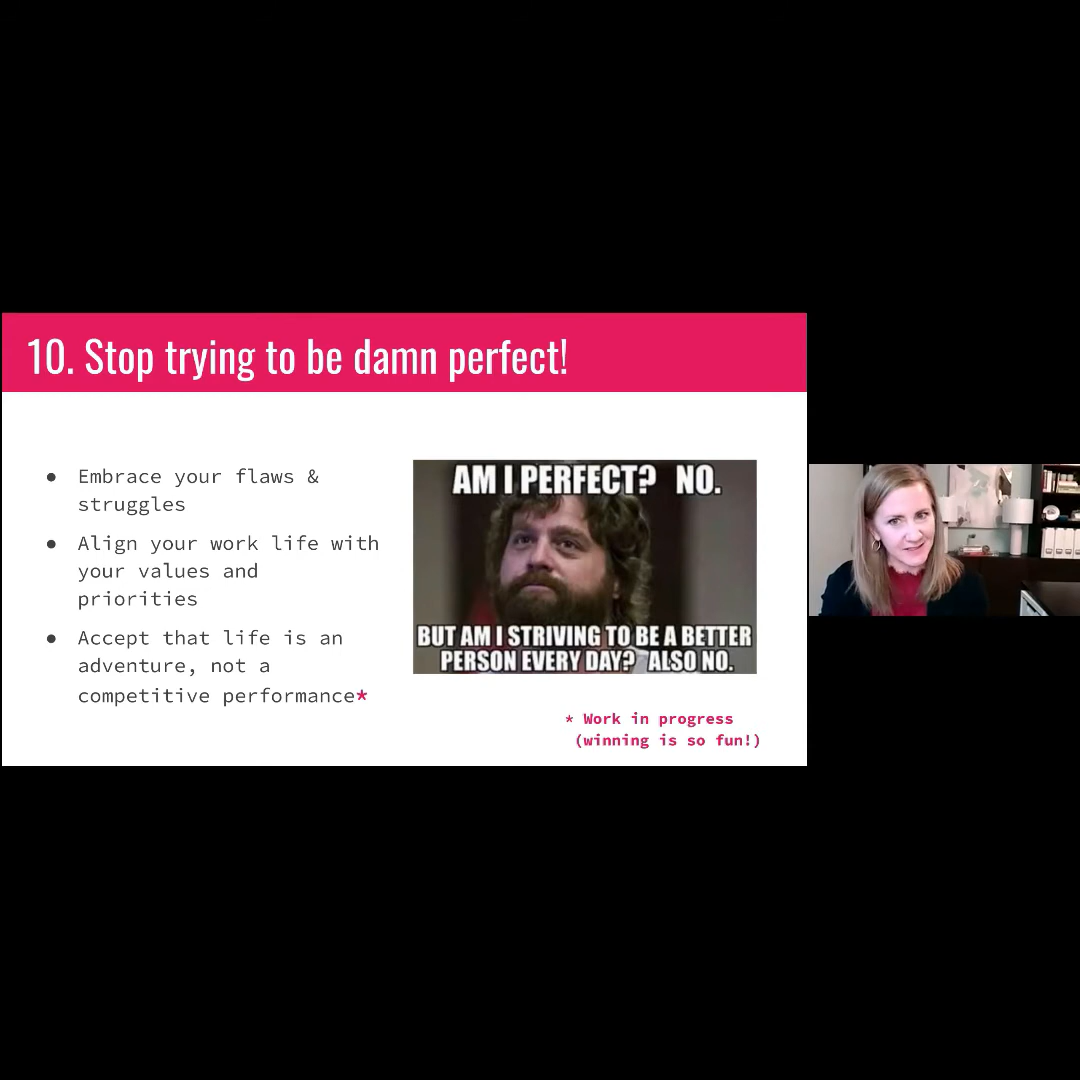 10. Stop trying to be damn perfect!
● Embrace your flaws &
struggles
● Align your work life with
your values and
priorities
● Accept that life is an
adventure, not a
competitive performance*
AM I PERFECT? NO.
BUT AM I STRIVING TO BE A BETTER
PERSON EVERY DAY? ALSO NO.
* Work in progress
(winning is so fun!)